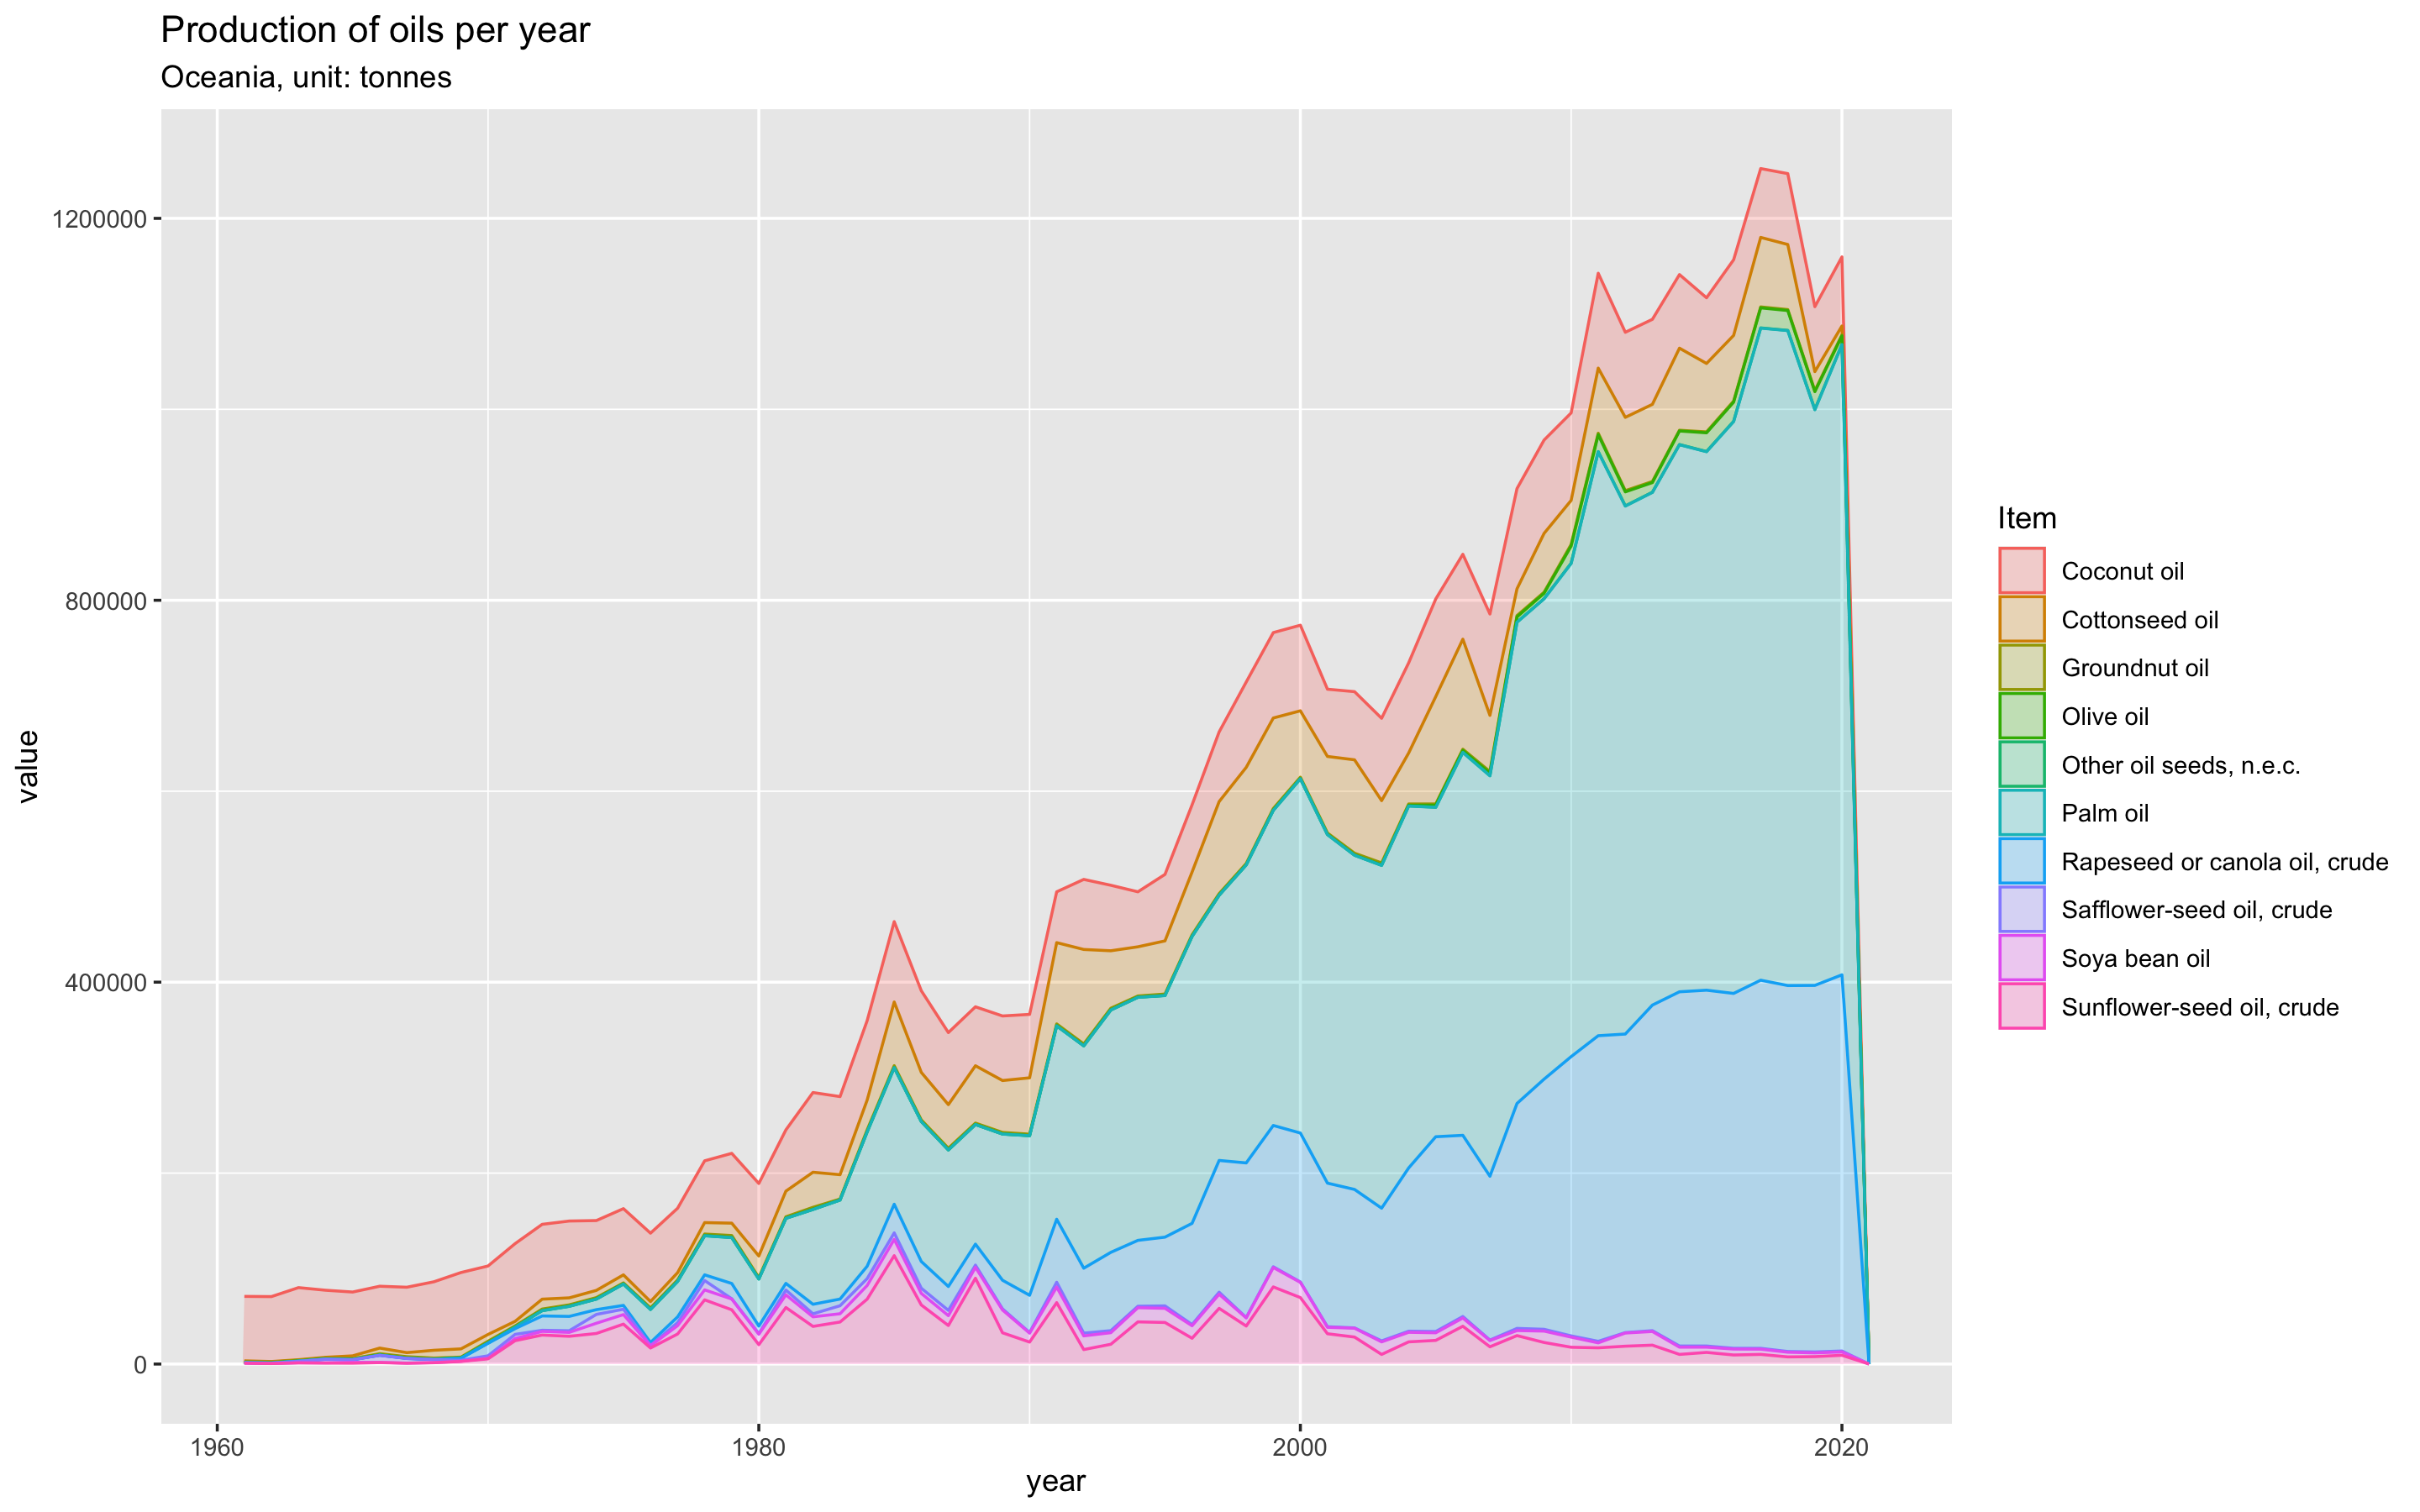 Production of oils per year
Oceania, unit: tonnes
value
1200000
800000
400000
0
1960
1980
2000
2020
year
Item
Coconut oil
Cottonseed oil
Groundnut oil
Olive oil
Other oil seeds, n.e.c.
Palm oil
Rapeseed or canola oil, crude
Safflower-seed oil, crude
Soya bean oil
Sunflower-seed oil, crude